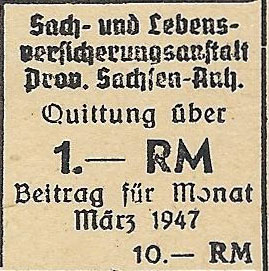 Sach- und Lebens-
versicherungsanstalt
Prov. Sachsen-Anh.
Quittung über
1.— RM
Beitrag für Monat
März 1947
10.— RM